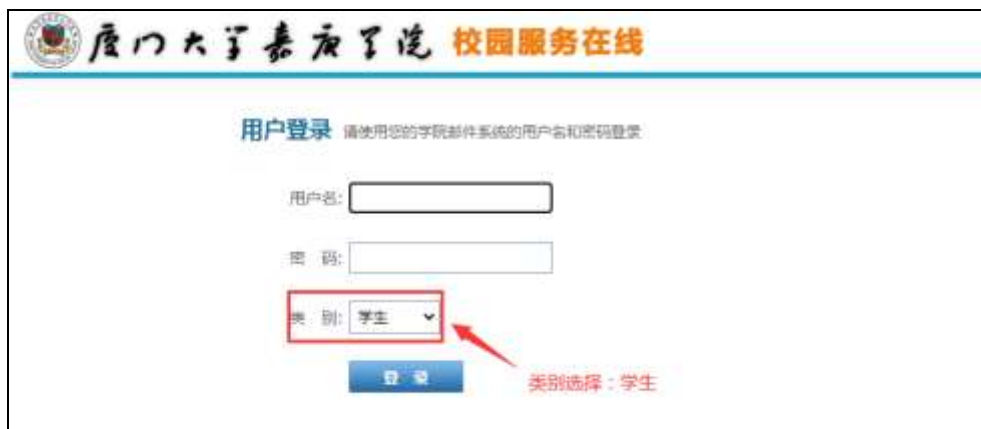 厦门大学嘉庚学院 校园服务在线
用户登录 请使用您的学院邮件系统的用户名和密码登录
用户名:
密 码:
类 别: 学生
登 录
类别选择：学生